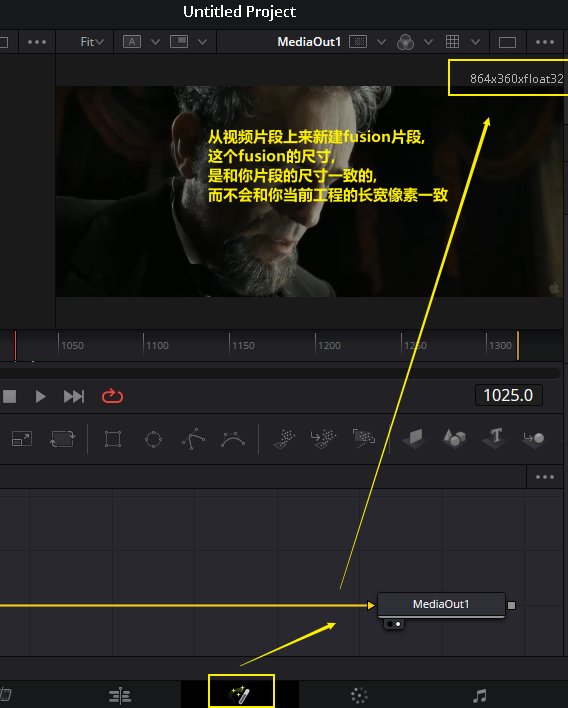 Untitled Project
Fit
A
MediaOut1
864x360xfloat32
从视频片段上来新建fusion片段,
这个fusion的尺寸,
是和你片段的尺寸一致的,
而不会和你当前工程的长宽像素一致
1050
1100
1150
1200
1250
1300
1025.0
T
MediaOut1